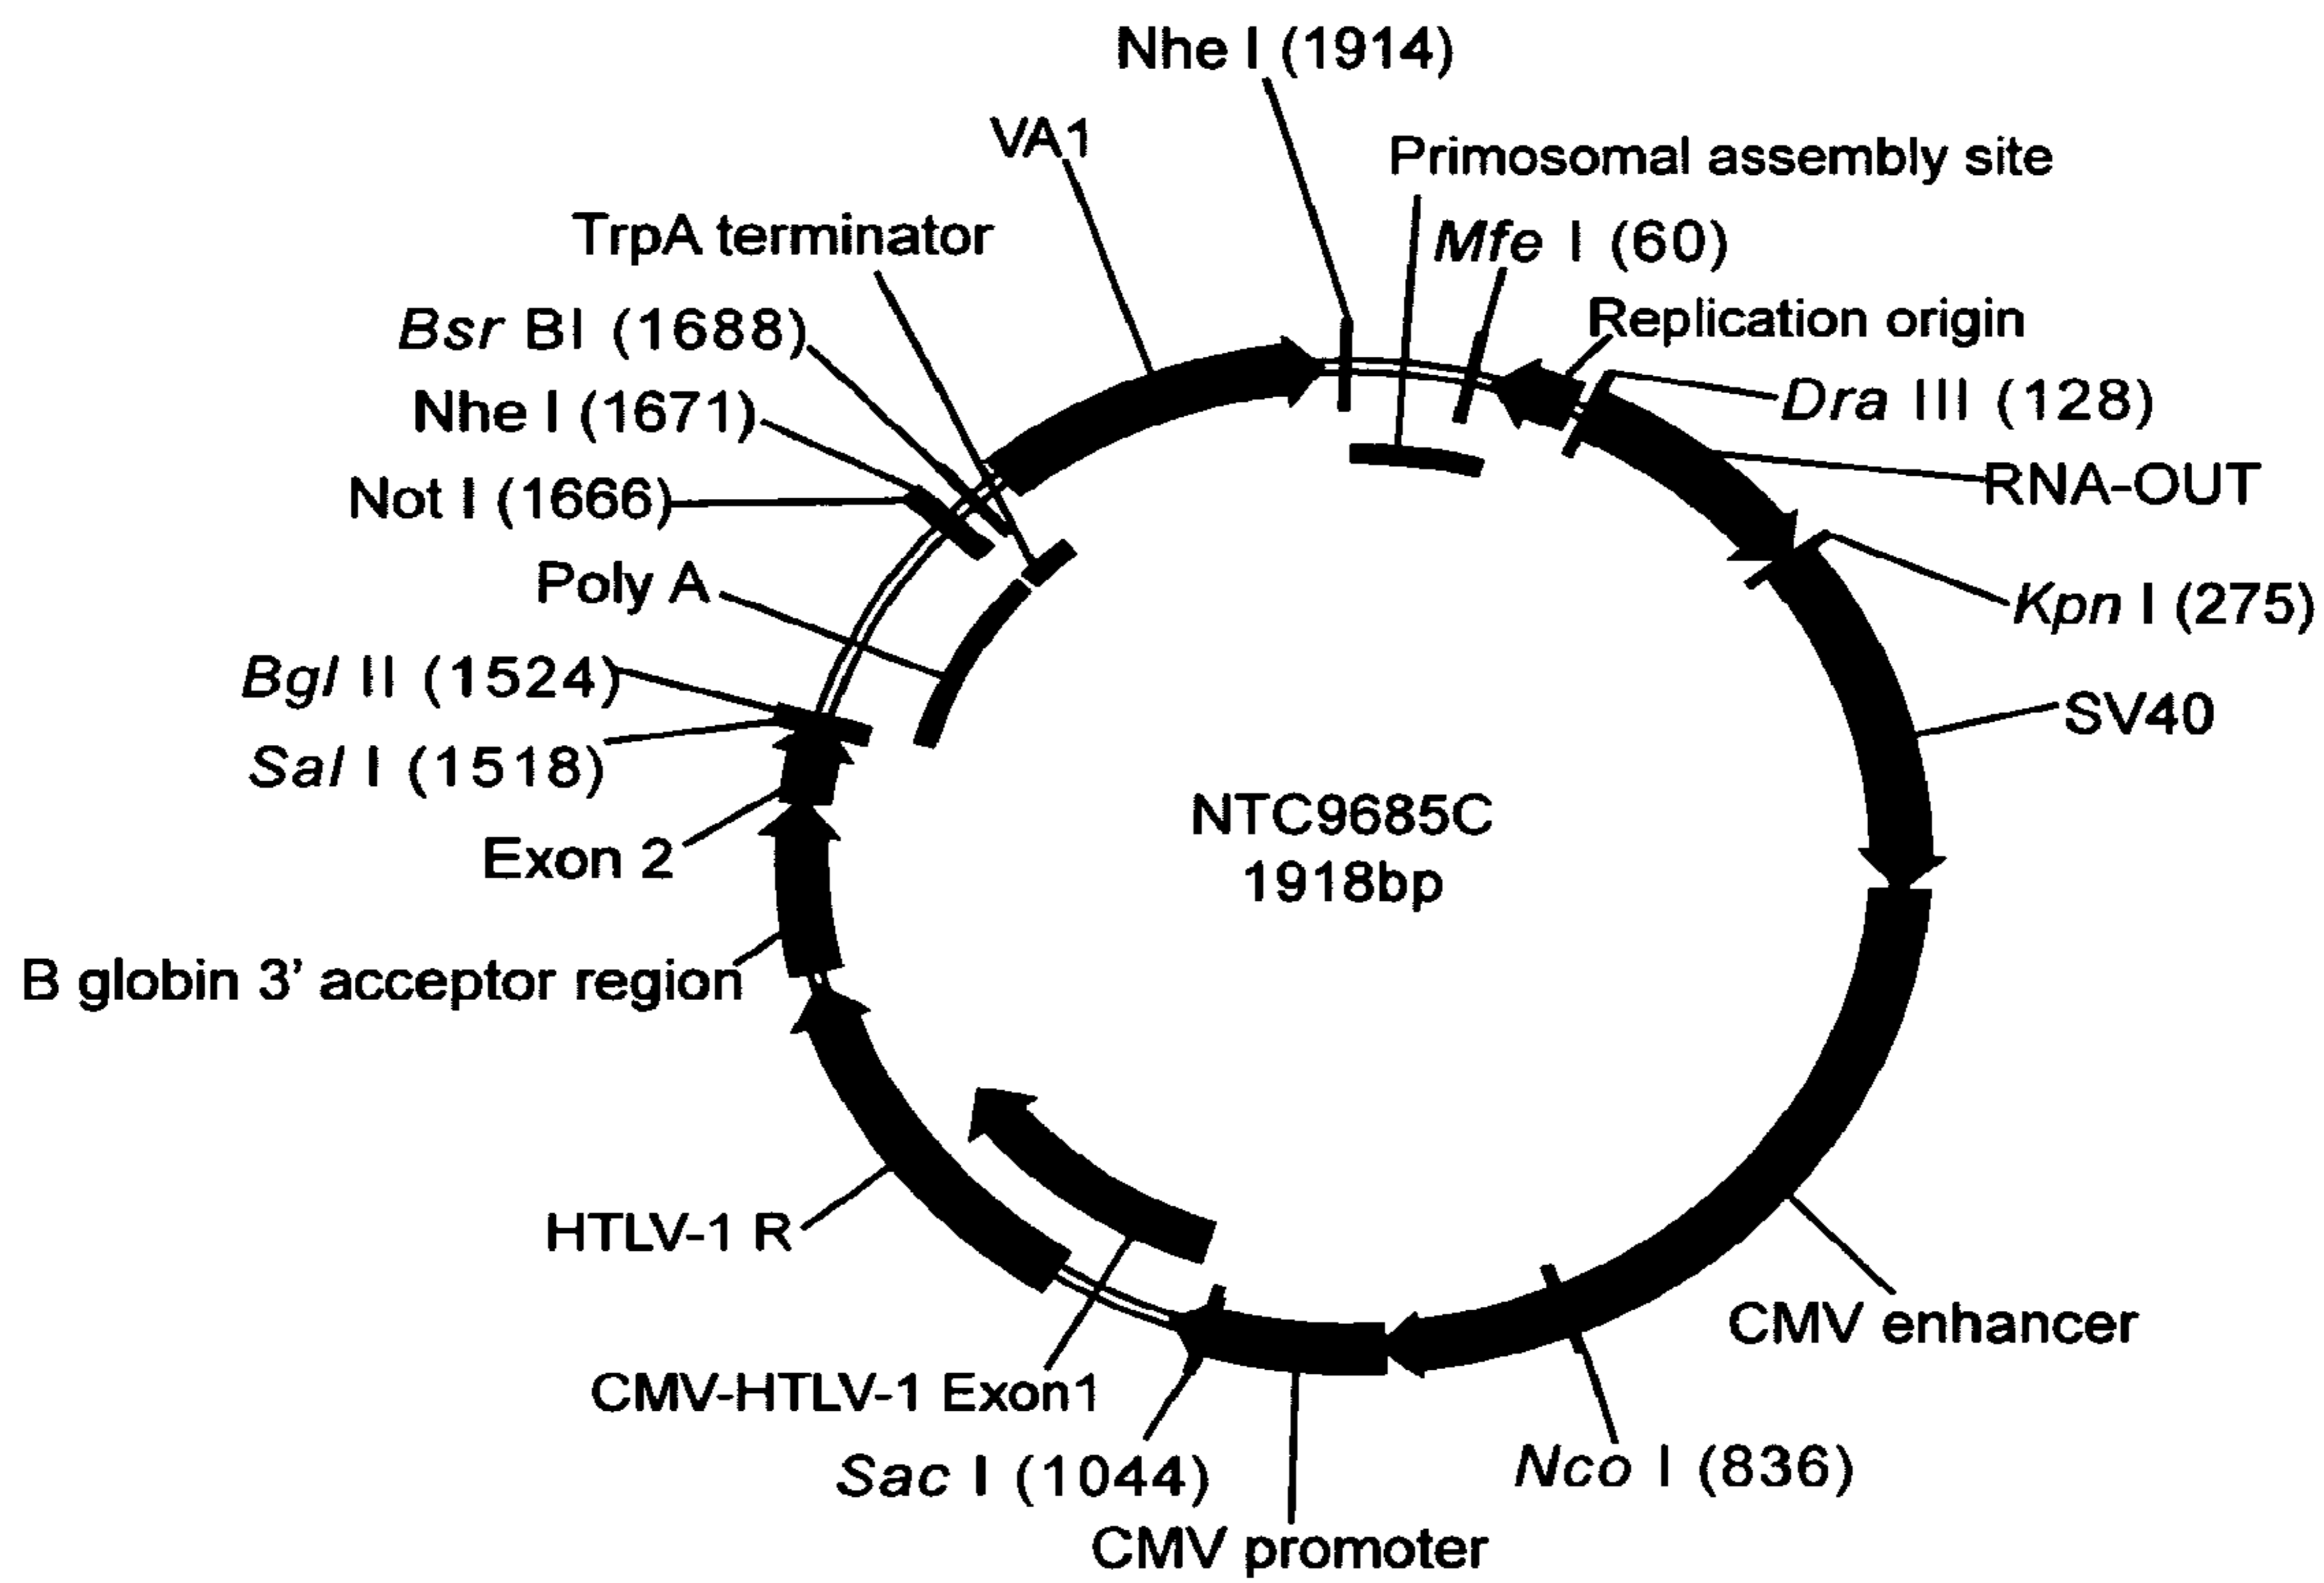 Nhe I (1914)
VA1
Primosomal assembly site
TrpA terminator
Mfe I (60)
Bsr BI (1688)
Replication origin
Nhe I (1671)
Dra III (128)
Not I (1666)
RNA-OUT
Poly A
Kpn I (275)
Bgl II (1524)
SV40
Sal I (1518)
NTC9685C
1918bp
Exon 2
B globin 3' acceptor region
HTLV-1 R
CMV enhancer
CMV-HTLV-1 Exon1
Sac I (1044)
Nco I (836)
CMV promoter